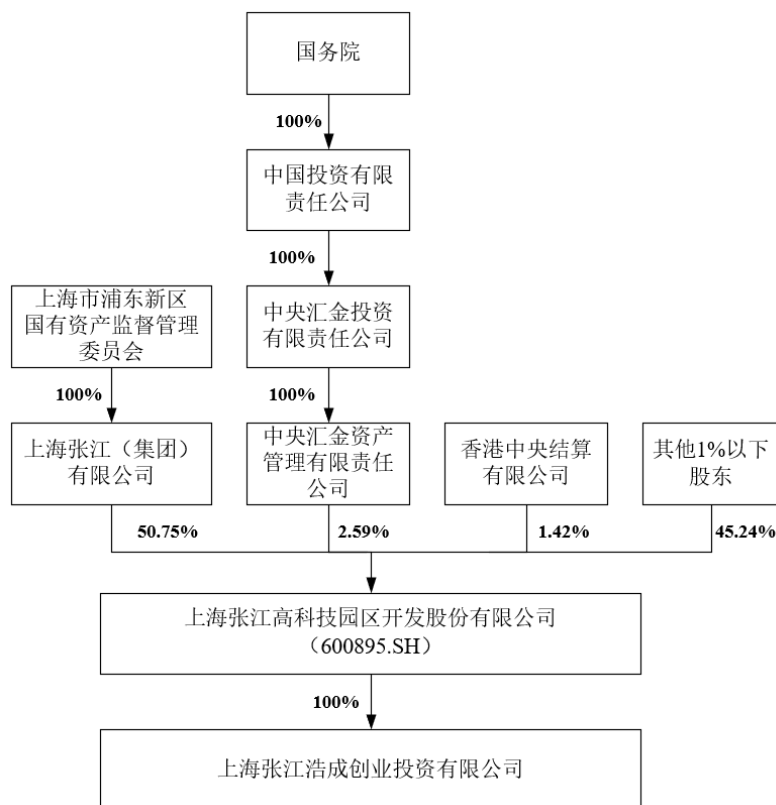 国务院
100%
中国投资有限
责任公司
100%
上海市浦东新区
国有资产监督管理
委员会
中央汇金投资
有限责任公司
100%
100%
上海张江（集团）
有限公司
中央汇金资产
管理有限责任
公司
香港中央结算
有限公司
其他1%以下
股东
50.75%
2.59%
1.42%
45.24%
上海张江高科技园区开发股份有限公司
（600895.SH）
100%
上海张江浩成创业投资有限公司